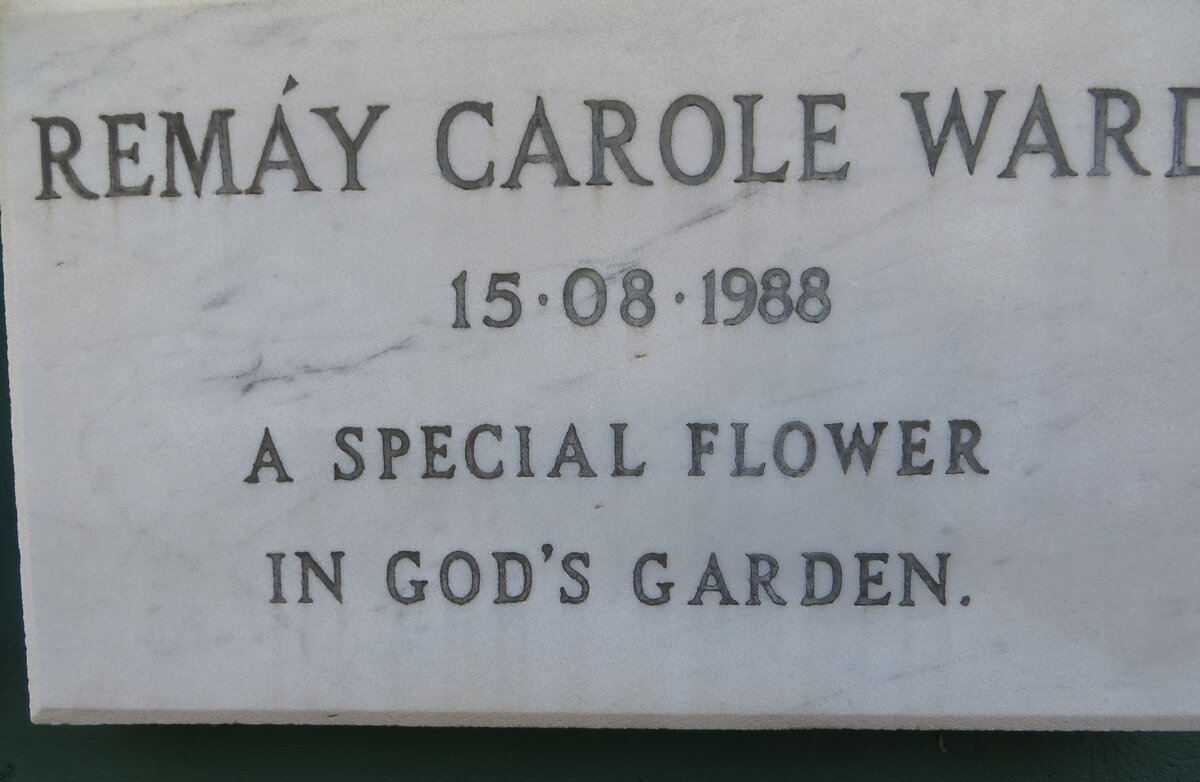 REMÁY CAROLE WARD
15·08·1988
A SPECIAL FLOWER
IN GOD'S GARDEN.